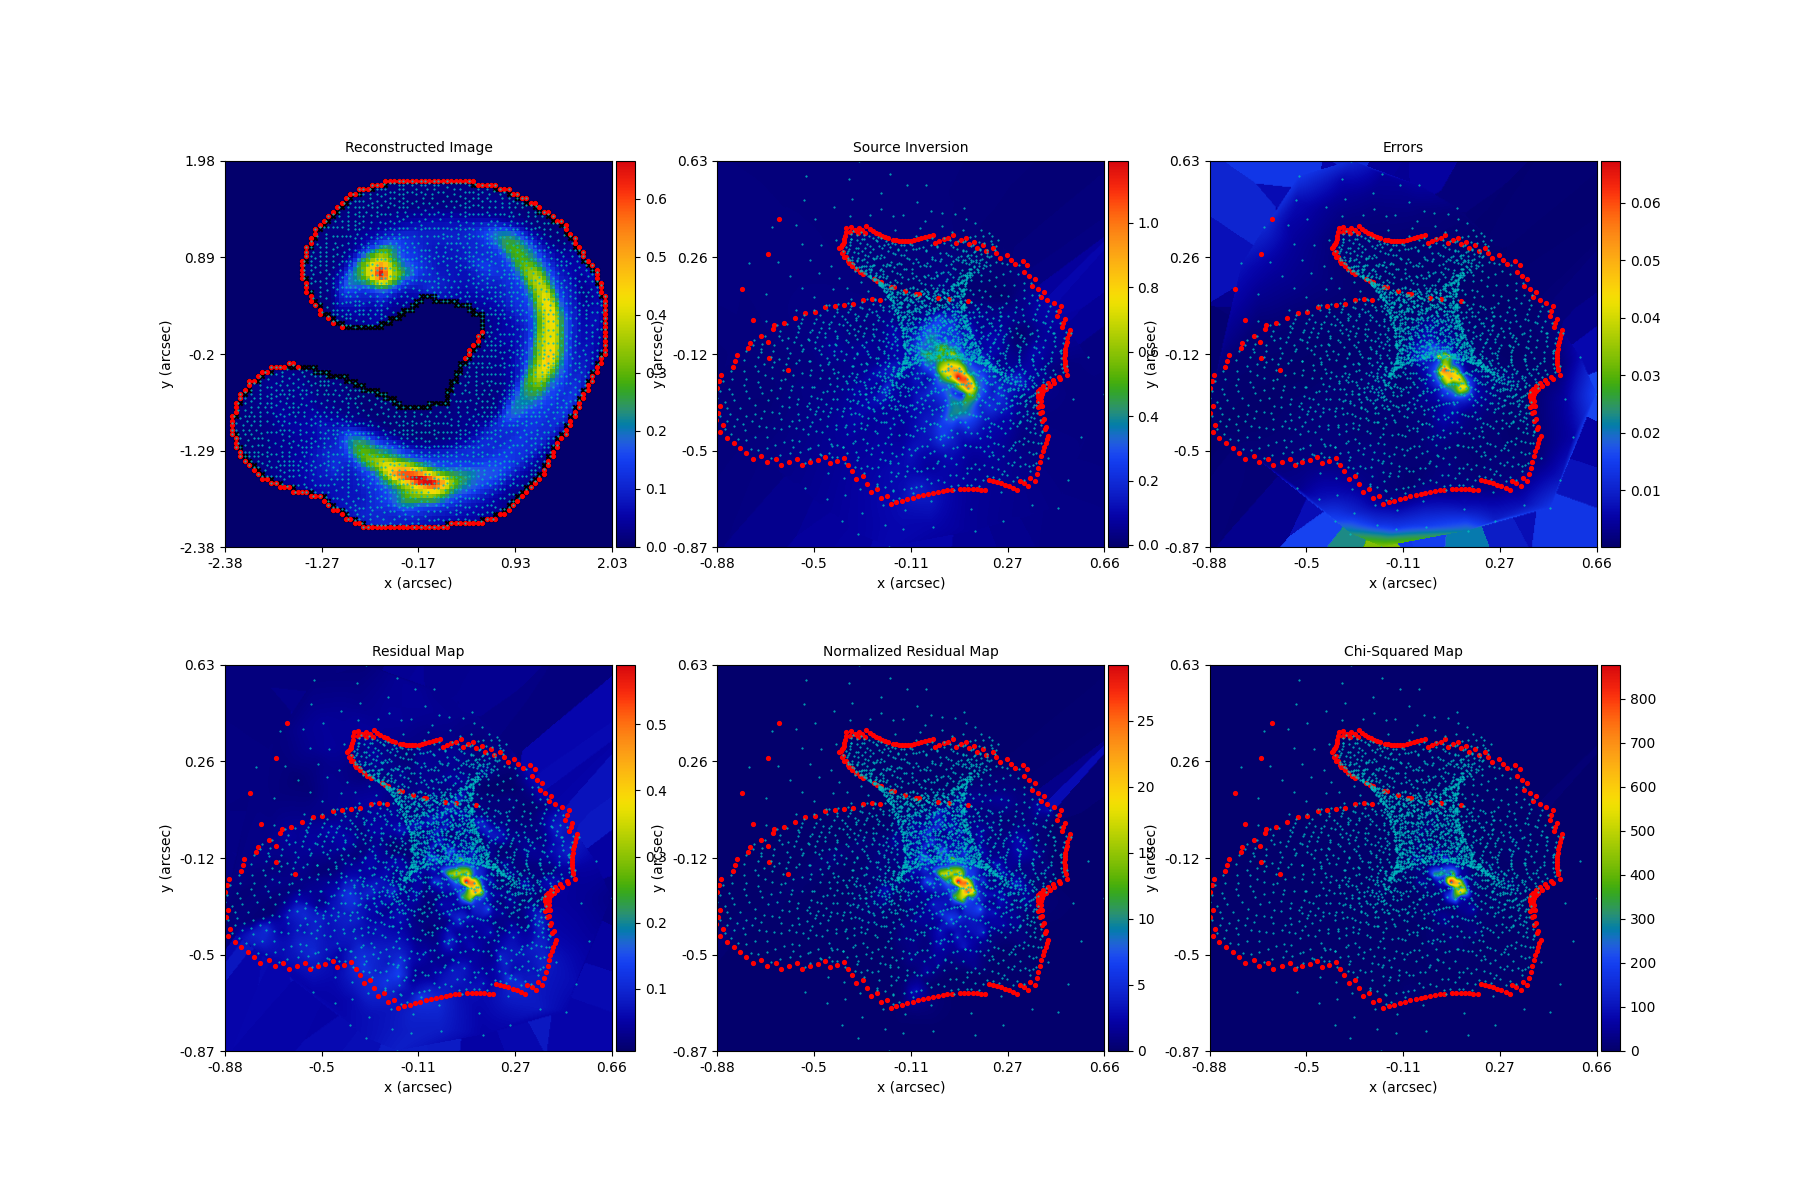 Reconstructed Image
1.98
0.89
-0.2
-1.29
-2.38
y (arcsec)
-2.38 -1.27 -0.17 0.93 2.03
x (arcsec)
0.6
0.5
0.4
0.3
0.2
0.1
0.0
Source Inversion
0.63
0.26
-0.12
-0.5
-0.87
y (arcsec)
-0.88 -0.5 -0.11 0.27 0.66
x (arcsec)
1.0
0.8
0.6
0.4
0.2
0.0
Errors
0.63
0.26
-0.12
-0.5
-0.87
y (arcsec)
-0.88 -0.5 -0.11 0.27 0.66
x (arcsec)
0.06
0.05
0.04
0.03
0.02
0.01
Residual Map
0.63
0.26
-0.12
-0.5
-0.87
y (arcsec)
-0.88 -0.5 -0.11 0.27 0.66
x (arcsec)
0.5
0.4
0.3
0.2
0.1
Normalized Residual Map
0.63
0.26
-0.12
-0.5
-0.87
y (arcsec)
-0.88 -0.5 -0.11 0.27 0.66
x (arcsec)
25
20
15
10
5
0
Chi-Squared Map
0.63
0.26
-0.12
-0.5
-0.87
y (arcsec)
-0.88 -0.5 -0.11 0.27 0.66
x (arcsec)
800
700
600
500
400
300
200
100
0